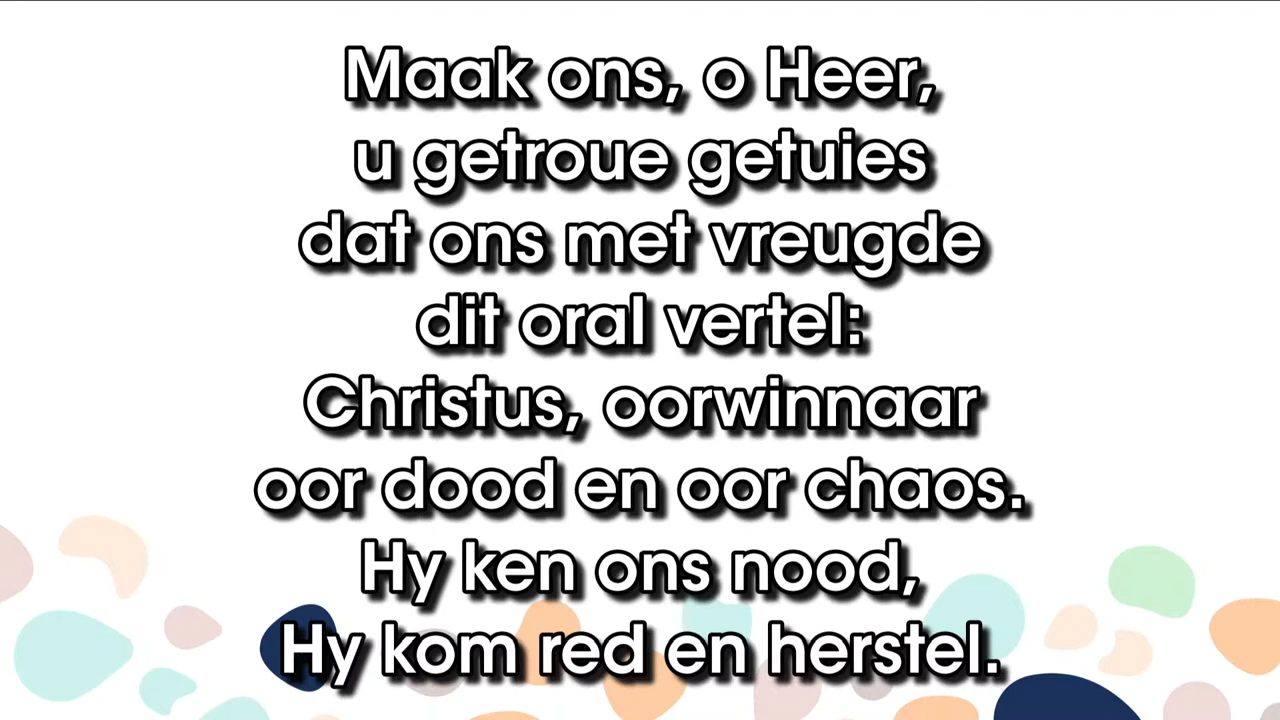 Maak ons, o Heer,
u getroue getuies
dat ons met vreugde
dit oral vertel:
Christus, oorwinnaar
oor dood en oor chaos.
Hy ken ons nood,
Hy kom red en herstel.